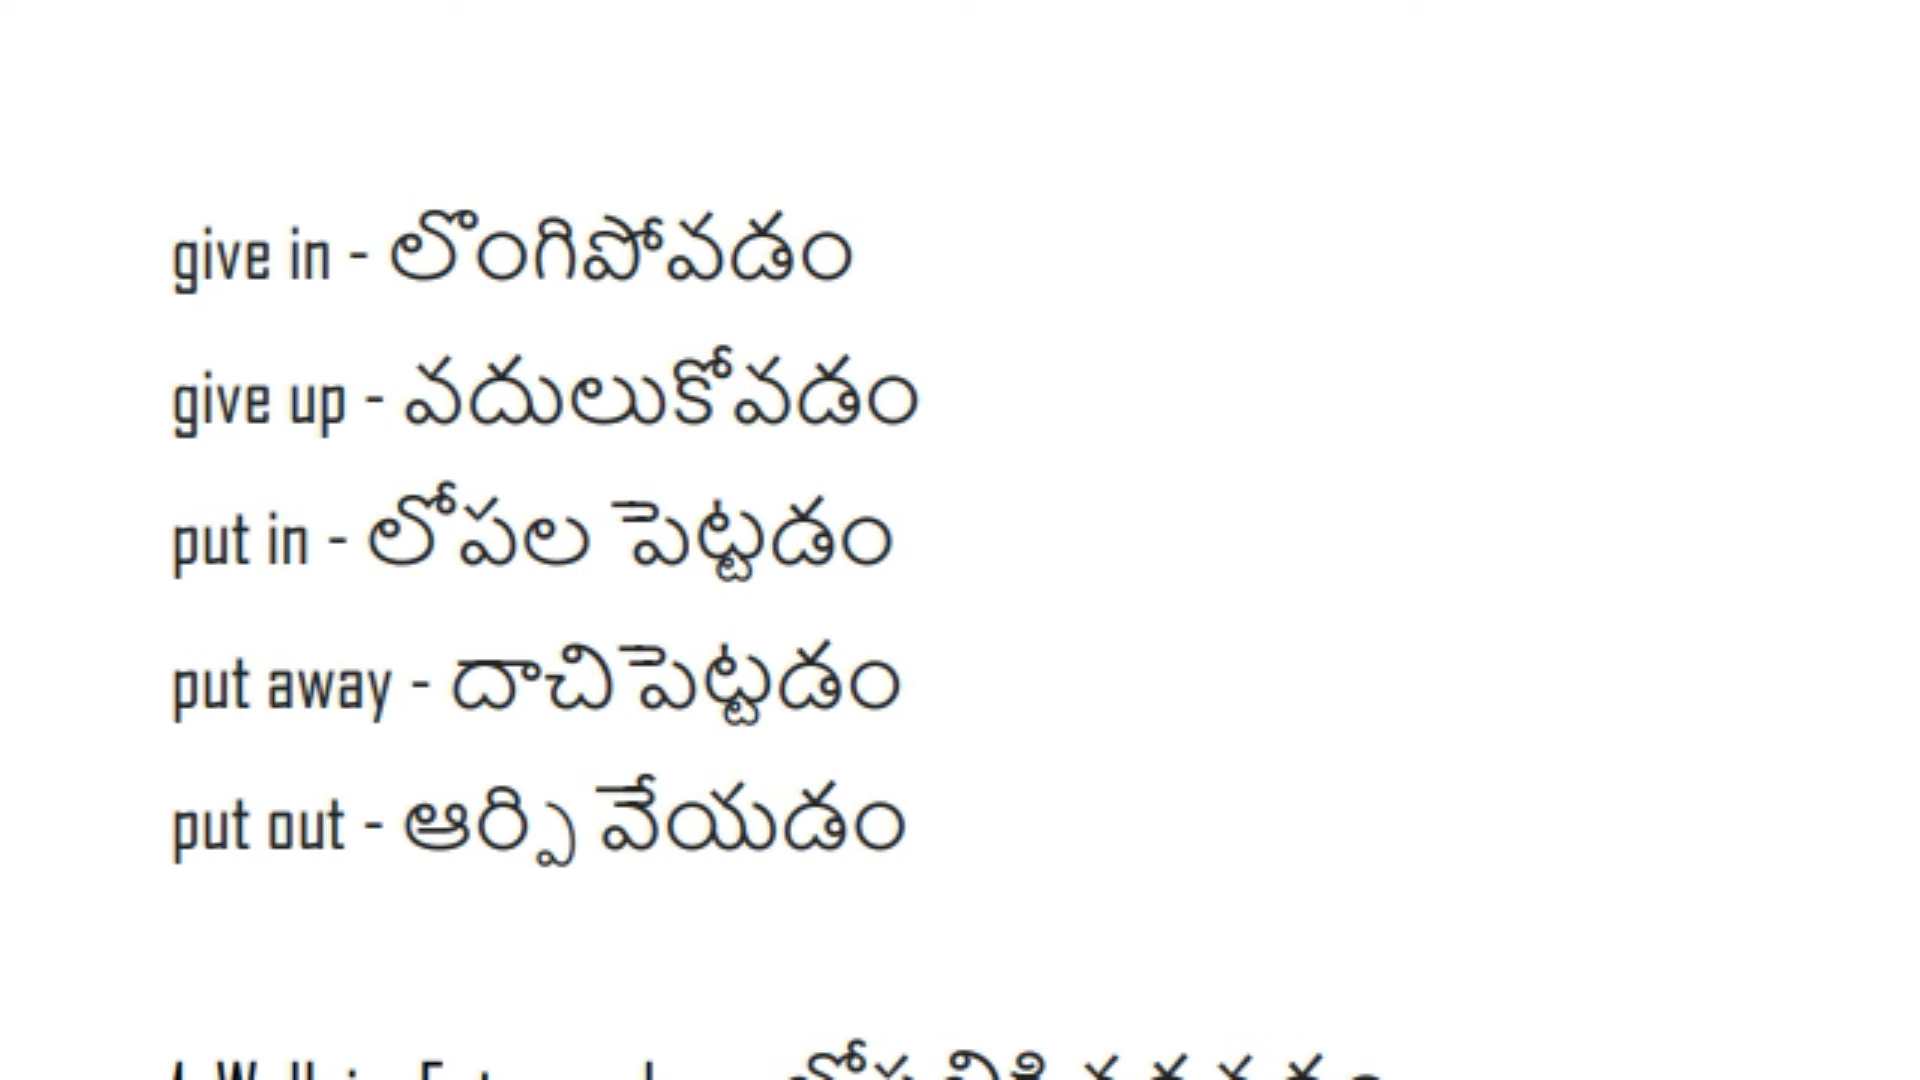 give in - లొంగిపోవడం
give up - వదులుకోవడం
put in - లోపల పెట్టడం
put away - దాచిపెట్టడం
put out - ఆర్పి వేయడం